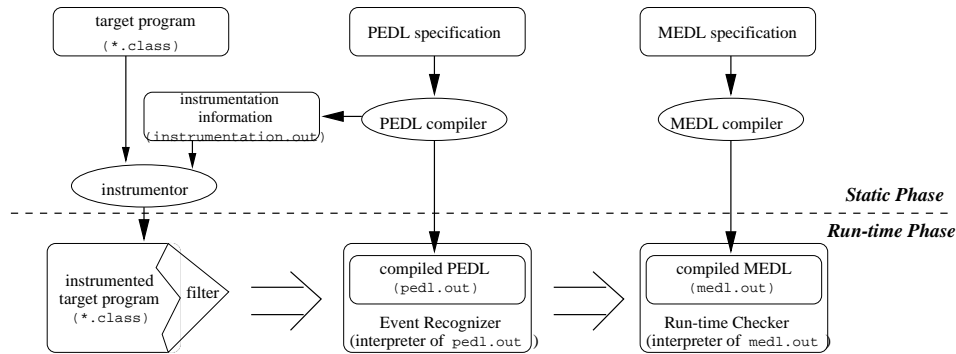 target program
(*.class)
PEDL specification
MEDL specification
instrumentation
information
(instrumentation.out)
PEDL compiler
MEDL compiler
instrumentor
Static Phase
Run-time Phase
instrumented
target program
(*.class)
filter
compiled PEDL
(pedl.out)
Event Recognizer
(interpreter of pedl.out)
compiled MEDL
(medl.out)
Run-time Checker
(interpreter of medl.out)